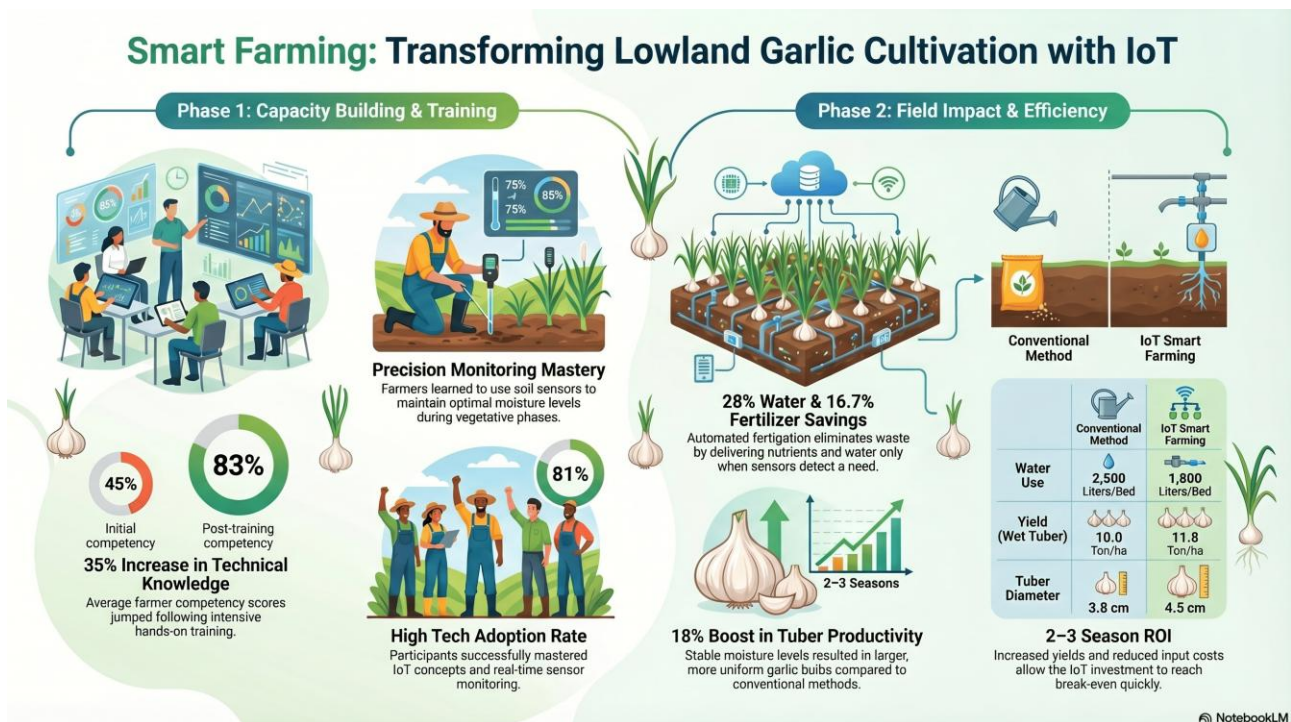 Smart Farming: Transforming Lowland Garlic Cultivation with IoT
Phase 1: Capacity Building & Training
85%
75%
75%
85%
Precision Monitoring Mastery
Farmers learned to use soil sensors to
maintain optimal moisture levels
during vegetative phases.
45%
Initial
competency
83%
Post-training
competency
35% Increase in Technical
Knowledge
Average farmer competency scores
jumped following intensive
hands-on training.
81%
High Tech Adoption Rate
Participants successfully mastered
IoT concepts and real-time sensor
monitoring.
Phase 2: Field Impact & Efficiency
28% Water & 16.7%
Fertilizer Savings
Automated fertigation eliminates waste
by delivering nutrients and water only
when sensors detect a need.
2–3 Seasons
18% Boost in Tuber Productivity
Stable moisture levels resulted in larger,
more uniform garlic buibs compared to
conventional methods.
Conventional
Method
IoT Smart
Farming
Conventional
Method
IoT Smart
Farming
Water
Use
2,500
Liters/Bed
1,800
Liters/Bed
Yield
(Wet Tuber)
10.0
Ton/ha
11.8
Ton/ha
Tuber
Diameter
3.8 cm
4.5 cm
2–3 Season ROI
Increased yields and reduced input costs
allow the IoT investment to reach
break-even quickly.
NotebookLM